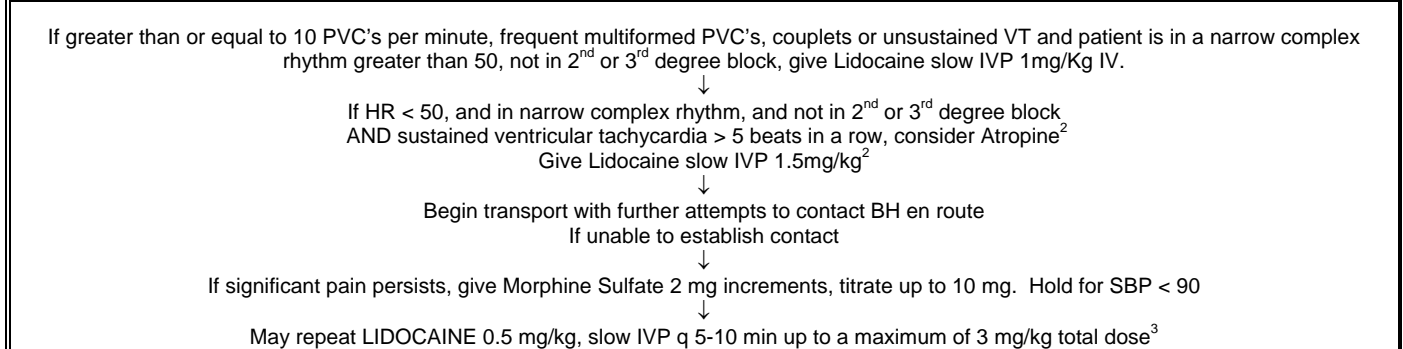 If greater than or equal to 10 PVC's per minute, frequent multiformed PVC's, couplets or unsustained VT and patient is in a narrow complex
rhythm greater than 50, not in 2nd or 3rd degree block, give Lidocaine slow IVP 1mg/Kg IV.
↓
If HR < 50, and in narrow complex rhythm, and not in 2nd or 3rd degree block
AND sustained ventricular tachycardia > 5 beats in a row, consider Atropine2
Give Lidocaine slow IVP 1.5mg/kg2
↓
Begin transport with further attempts to contact BH en route
If unable to establish contact
↓
If significant pain persists, give Morphine Sulfate 2 mg increments, titrate up to 10 mg. Hold for SBP < 90
↓
May repeat LIDOCAINE 0.5 mg/kg, slow IVP q 5-10 min up to a maximum of 3 mg/kg total dose3